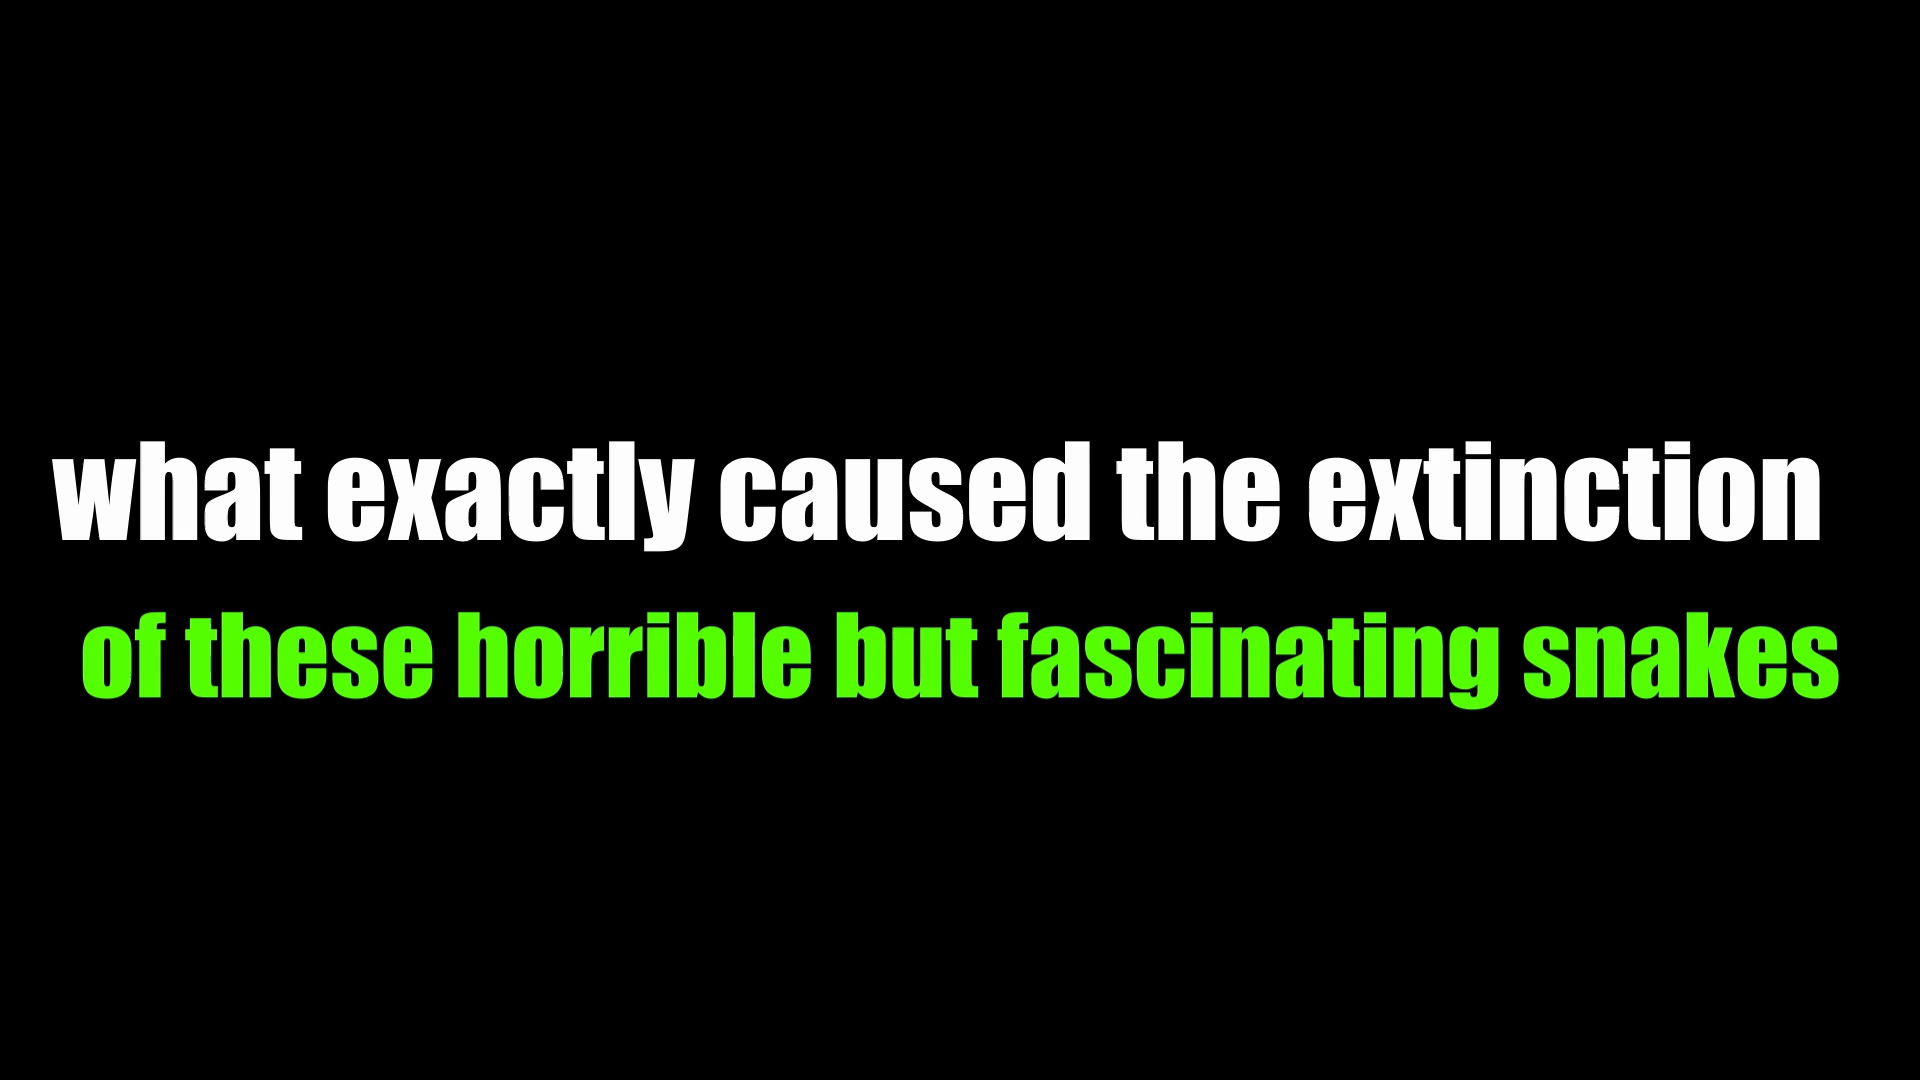 what exactly caused the extinction
of these horrible but fascinating snakes